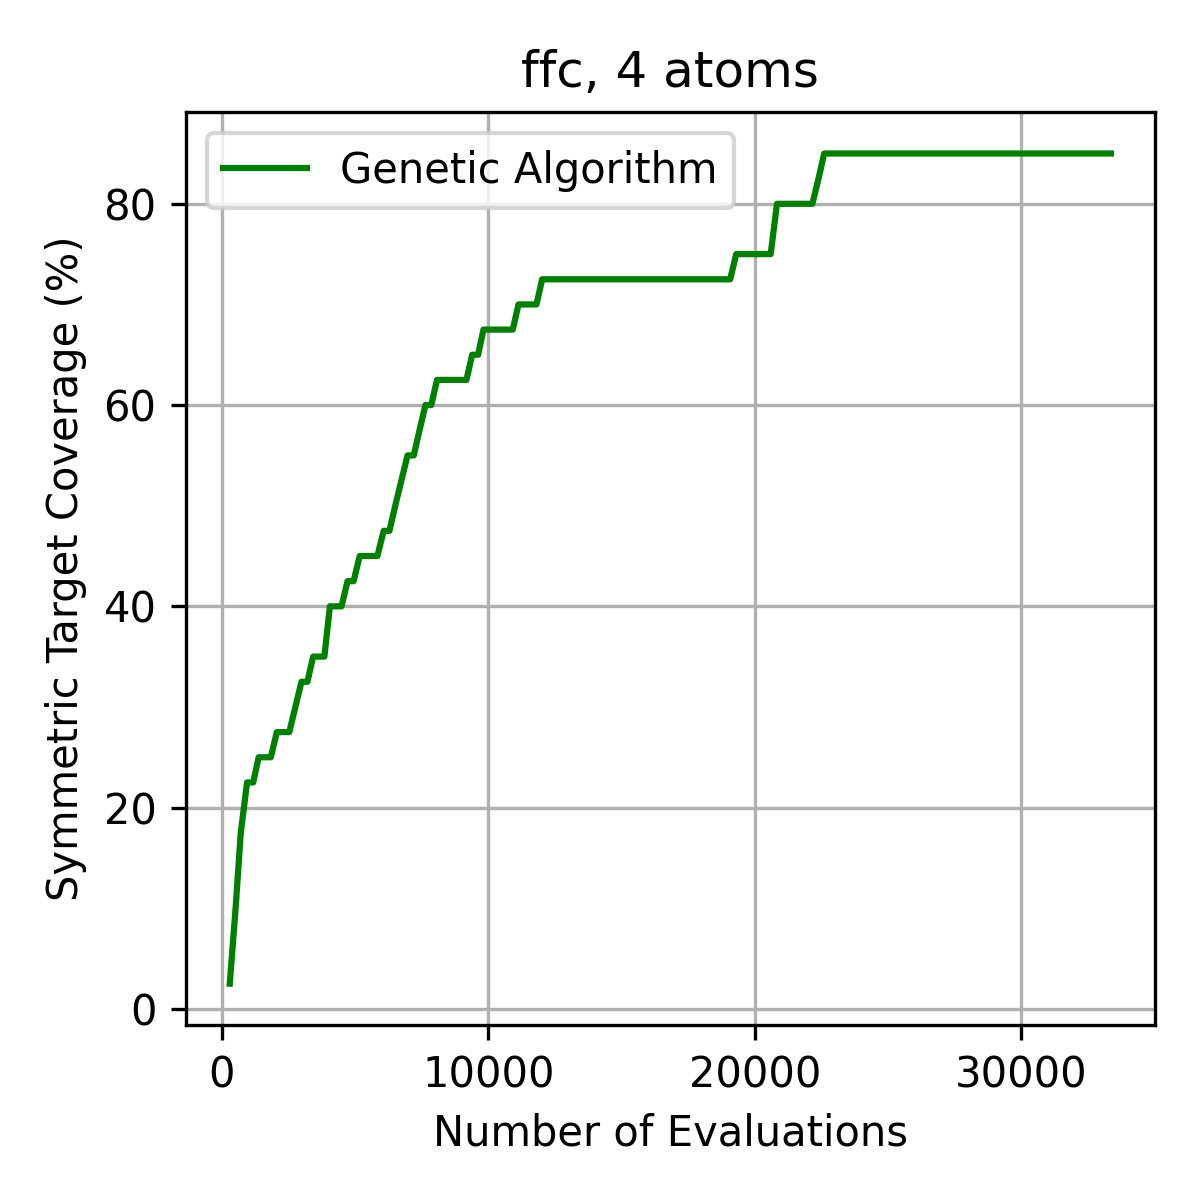 ffc, 4 atoms
Genetic Algorithm
Symmetric Target Coverage (%)
80
60
40
20
0
0 10000 20000 30000
Number of Evaluations